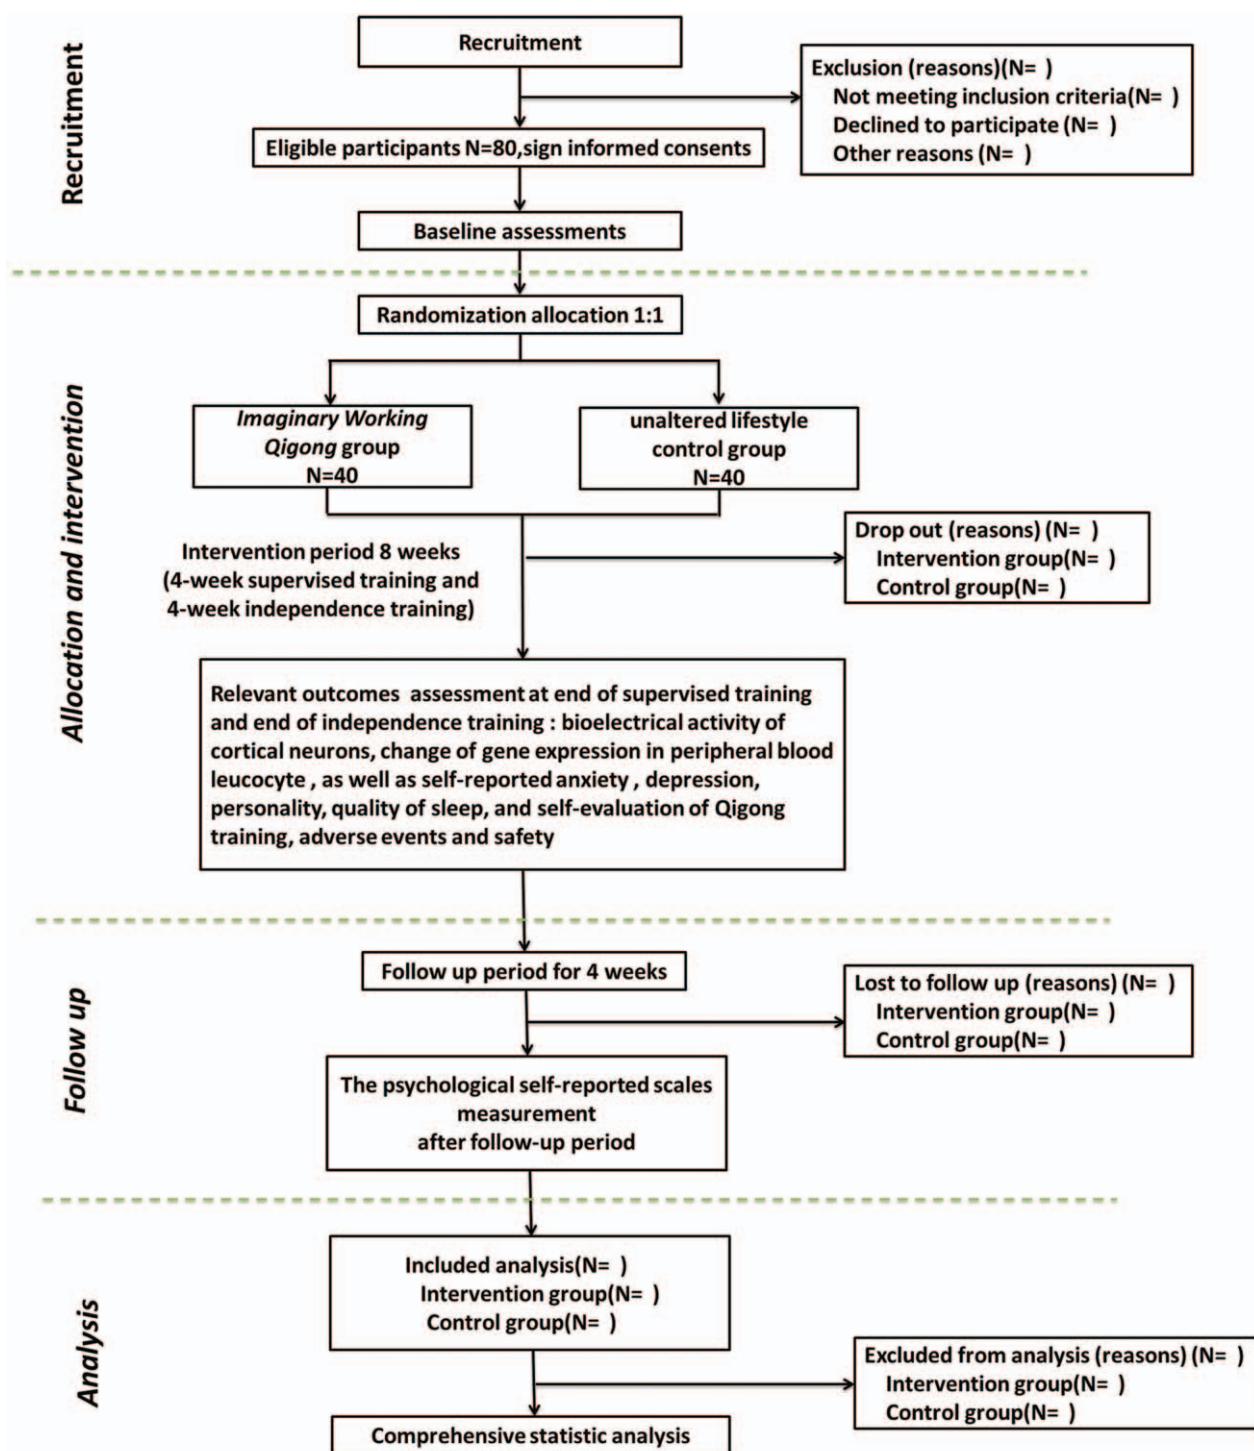 Recruitment
Recruitment
Exclusion (reasons)(N= )
Not meeting inclusion criteria(N= )
Declined to participate (N= )
Other reasons (N= )
Eligible participants N=80,sign informed consents
Baseline assessments
Allocation and intervention
Randomization allocation 1:1
Imaginary Working
Qigong group
N=40
unaltered lifestyle
control group
N=40
Drop out (reasons) (N= )
Intervention group(N= )
Control group(N= )
Intervention period 8 weeks
(4-week supervised training and
4-week independence training)
Relevant outcomes assessment at end of supervised training
and end of independence training : bioelectrical activity of
cortical neurons, change of gene expression in peripheral blood
leucocyte , as well as self-reported anxiety , depression,
personality, quality of sleep, and self-evaluation of Qigong
training, adverse events and safety
Follow up
Follow up period for 4 weeks
Lost to follow up (reasons) (N= )
Intervention group(N= )
Control group(N= )
The psychological self-reported scales
measurement
after follow-up period
Analysis
Included analysis(N= )
Intervention group(N= )
Control group(N= )
Excluded from analysis (reasons) (N= )
Intervention group(N= )
Control group(N= )
Comprehensive statistic analysis